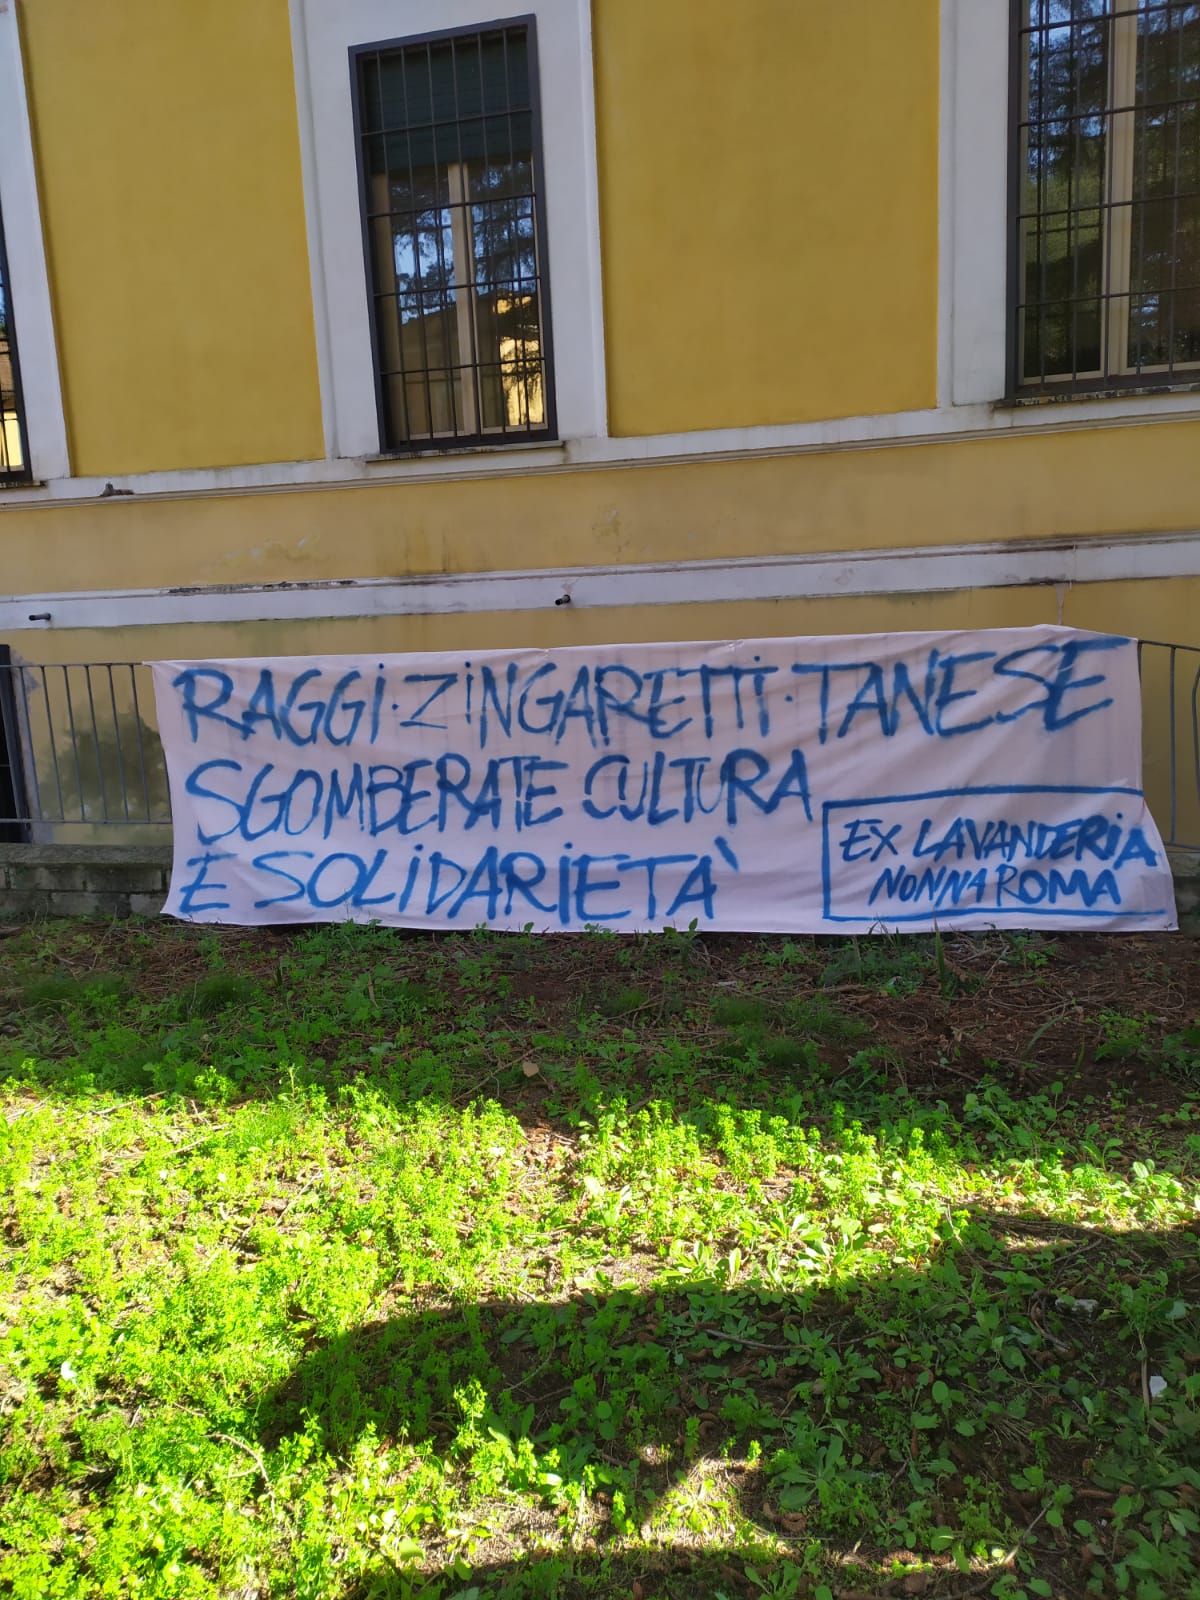 RAGGI·ZINGARETTI·TANESE
SGOMBERATE CULTURA
E SOLIDARIETÀ
EX LAVANDERIA
NONNA ROMA